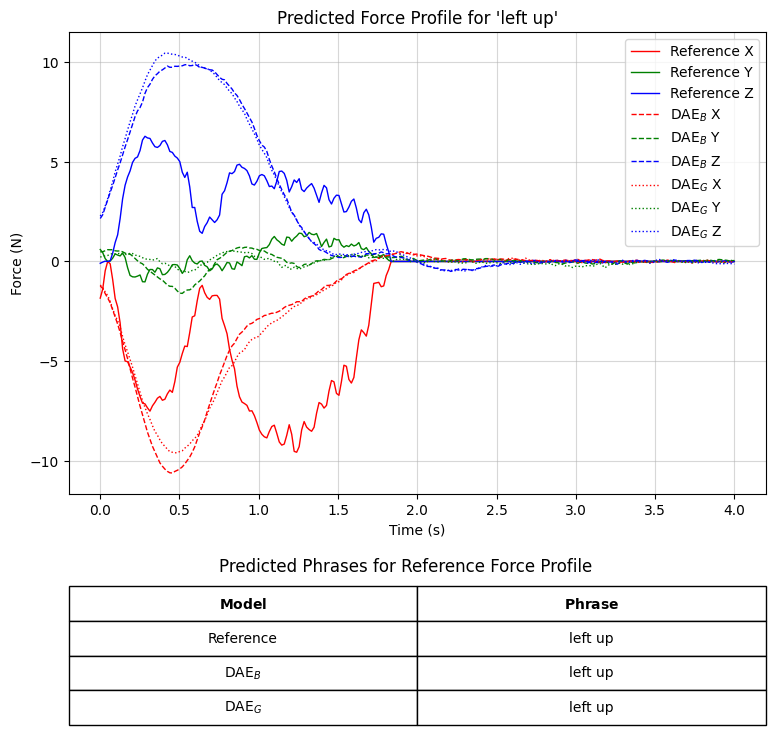 Predicted Force Profile for 'left up'
Force (N)
10
5
0
−5
−10
Reference X
Reference Y
Reference Z
DAE_B X
DAE_B Y
DAE_B Z
DAE_G X
DAE_G Y
DAE_G Z
0.0 0.5 1.0 1.5 2.0 2.5 3.0 3.5 4.0
Time (s)
Predicted Phrases for Reference Force Profile
Model Phrase
Reference left up
DAE_B left up
DAE_G left up